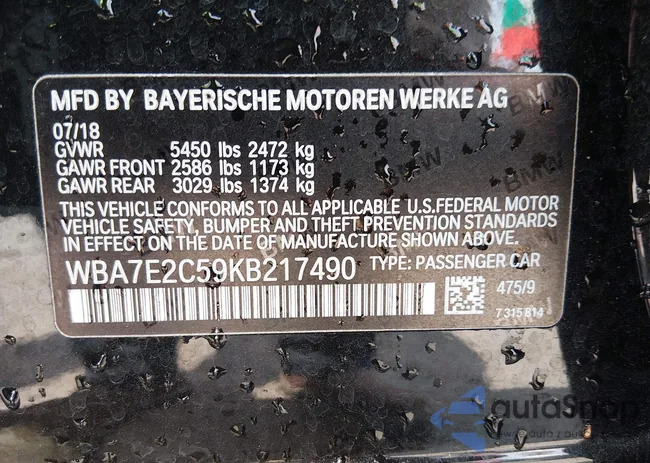 MFD BY BAYERISCHE MOTOREN WERKE AG
07/18
GVWR 5450 lbs 2472 kg
GAWR FRONT 2586 lbs 1173 kg
GAWR REAR 3029 lbs 1374 kg
THIS VEHICLE CONFORMS TO ALL APPLICABLE U.S.FEDERAL MOTOR
VEHICLE SAFETY, BUMPER AND THEFT PREVENTION STANDARDS
IN EFFECT ON THE DATE OF MANUFACTURE SHOWN ABOVE.
WBA7E2C59KB217490 TYPE: PASSENGER CAR
475/9
7 315 814
autaSnop